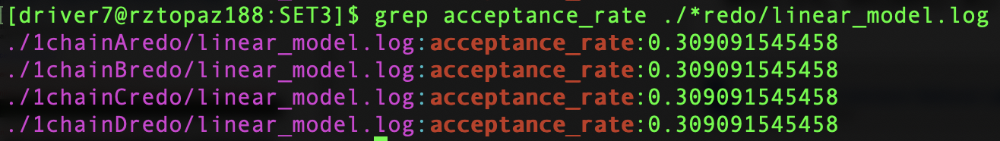 [[driver7@rztopaz188:SET3]$ grep acceptance_rate ./*redo/linear_model.log
./1chainAredo/linear_model.log:acceptance_rate:0.309091545458
./1chainBredo/linear_model.log:acceptance_rate:0.309091545458
./1chainCredo/linear_model.log:acceptance_rate:0.309091545458
./1chainDredo/linear_model.log:acceptance_rate:0.309091545458